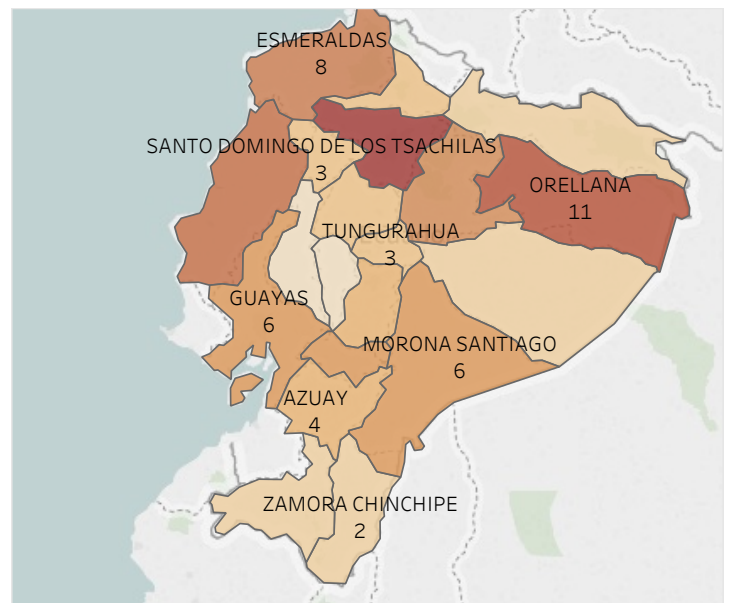 ESMERALDAS
8
SANTO DOMINGO DE LOS TSACHILAS
3
ORELLANA
11
TUNGURAHUA
3
GUAYAS
6
MORONA SANTIAGO
6
AZUAY
4
ZAMORA CHINCHIPE
2